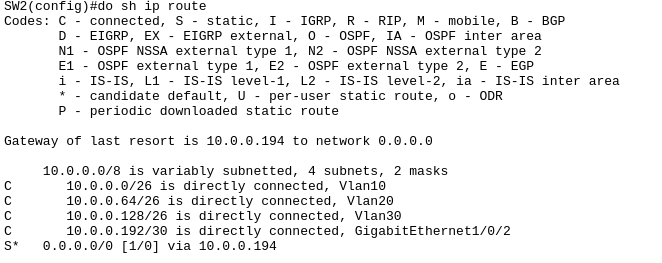 SW2(config)#do sh ip route
Codes: C - connected, S - static, I - IGRP, R - RIP, M - mobile, B - BGP
       D - EIGRP, EX - EIGRP external, O - OSPF, IA - OSPF inter area
       N1 - OSPF NSSA external type 1, N2 - OSPF NSSA external type 2
       E1 - OSPF external type 1, E2 - OSPF external type 2, E - EGP
       i - IS-IS, L1 - IS-IS level-1, L2 - IS-IS level-2, ia - IS-IS inter area
       * - candidate default, U - per-user static route, o - ODR
       P - periodic downloaded static route

Gateway of last resort is 10.0.0.194 to network 0.0.0.0

     10.0.0.0/8 is variably subnetted, 4 subnets, 2 masks
C       10.0.0.0/26 is directly connected, Vlan10
C       10.0.0.64/26 is directly connected, Vlan20
C       10.0.0.128/26 is directly connected, Vlan30
C       10.0.0.192/30 is directly connected, GigabitEthernet1/0/2
S*   0.0.0.0/0 [1/0] via 10.0.0.194